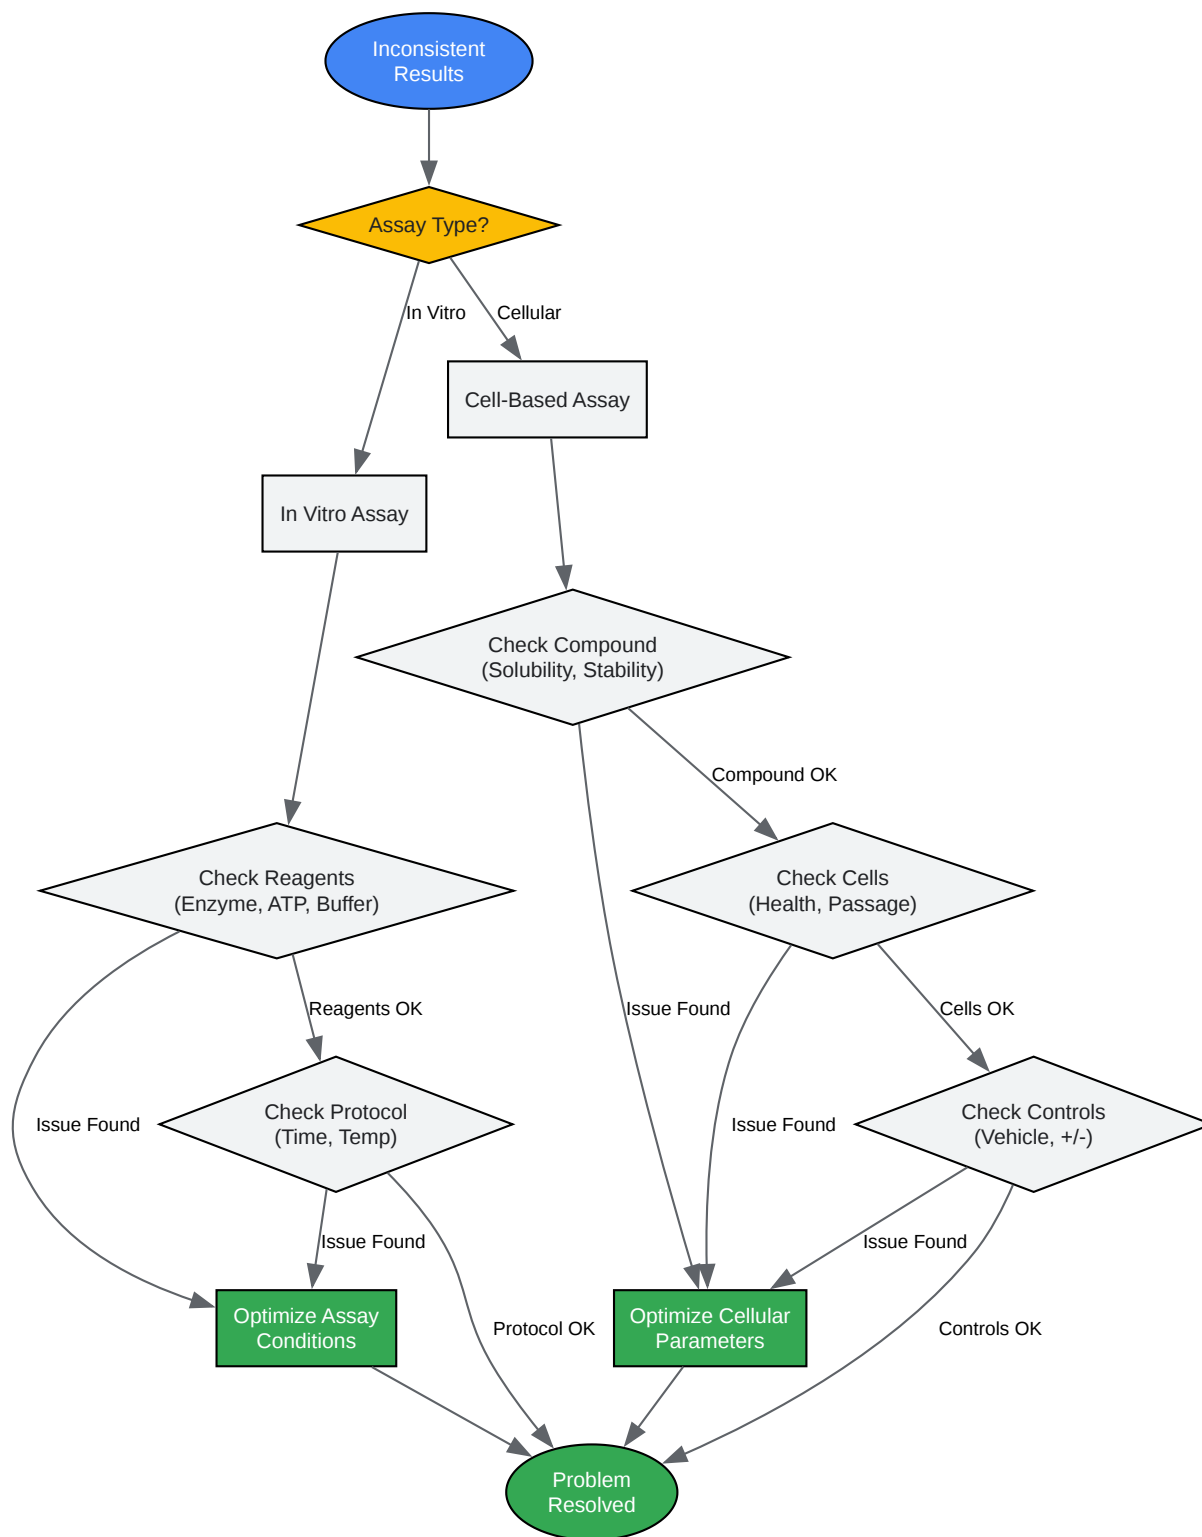 Inconsistent
Results
Assay Type?
In Vitro
Cellular
Cell-Based Assay
In Vitro Assay
Check Compound
(Solubility, Stability)
Compound OK
Check Reagents
(Enzyme, ATP, Buffer)
Check Cells
(Health, Passage)
Reagents OK
Issue Found
Cells OK
Issue Found
Check Protocol
(Time, Temp)
Issue Found
Check Controls
(Vehicle, +/-)
Issue Found
Issue Found
Optimize Assay
Conditions
Protocol OK
Optimize Cellular
Parameters
Controls OK
Problem
Resolved